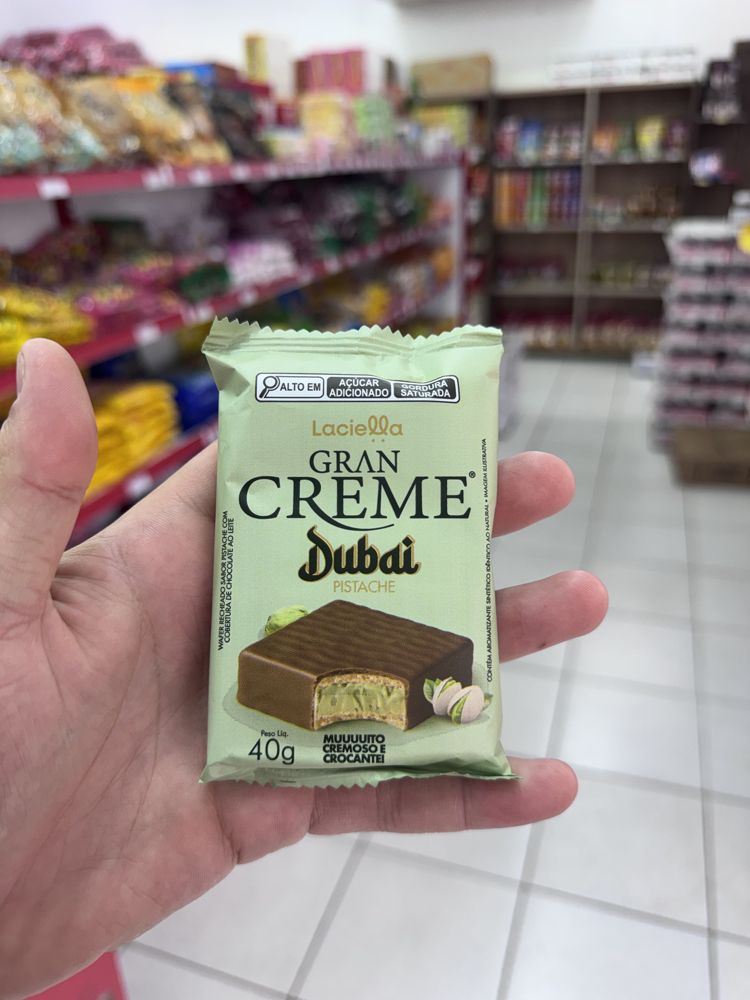 ALTO EM
AÇÚCAR
ADICIONADO
GORDURA
SATURADA
Laciella
GRAN
CREME®
Dubai
PISTACHE
WAFER RECHEADO SABOR PISTACHE COM
COBERTURA DE CHOCOLATE AO LEITE
CONTÉM AROMATIZANTE SINTÉTICO IDÊNTICO AO NATURAL • IMAGEM ILUSTRATIVA
Peso Líq.
40g
MUUUUITO
CREMOSO E
CROCANTE!